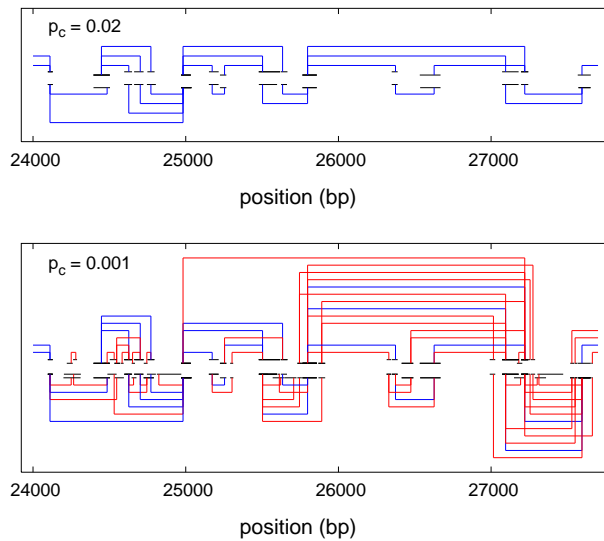 p_c = 0.02
24000 25000 26000 27000
position (bp)
p_c = 0.001
24000 25000 26000 27000
position (bp)